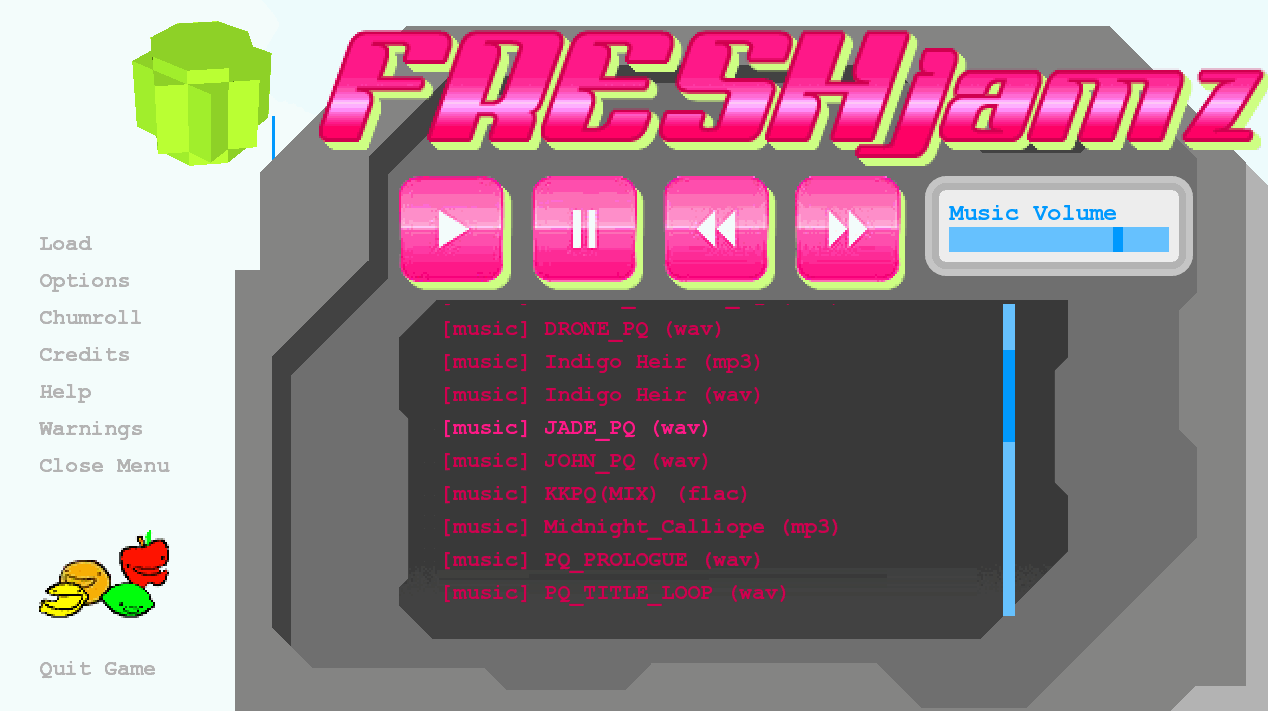 FRESHjamz
Music Volume
Load
Options
Chumroll
Credits
Help
Warnings
Close Menu
Quit Game
[music] DRONE_PQ (wav)
[music] Indigo Heir (mp3)
[music] Indigo Heir (wav)
[music] JADE_PQ (wav)
[music] JOHN_PQ (wav)
[music] KKPQ(MIX) (flac)
[music] Midnight_Calliope (mp3)
[music] PQ_PROLOGUE (wav)
[music] PQ_TITLE_LOOP (wav)